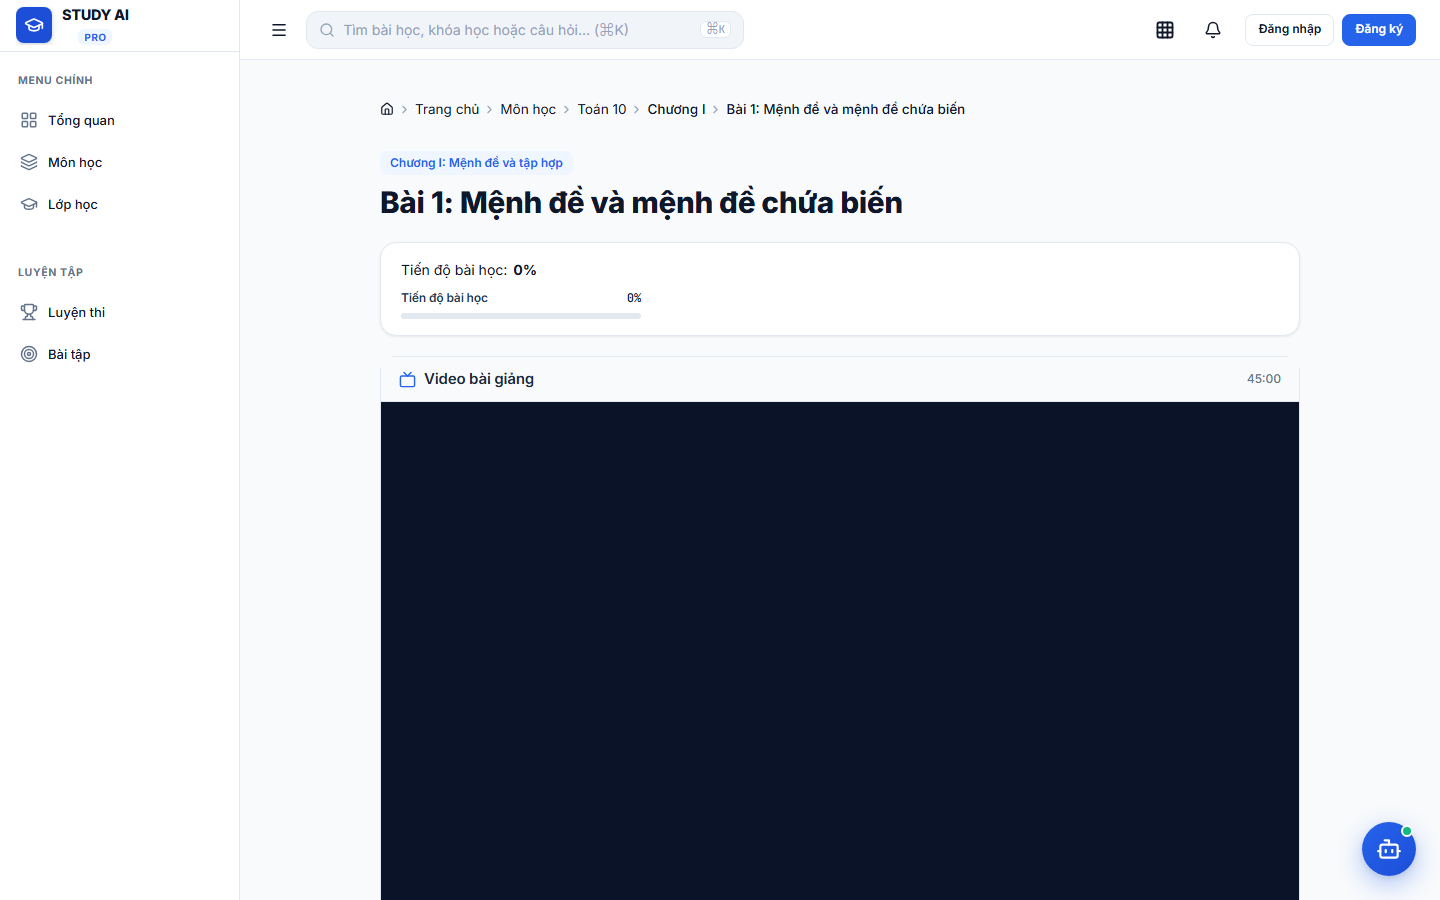 STUDY AI
PRO
MENU CHÍNH
Tổng quan
Môn học
Lớp học
LUYỆN TẬP
Luyện thi
Bài tập
Tìm bài học, khóa học hoặc câu hỏi... (⌘K)
⌘K
Đăng nhập
Đăng ký
Trang chủ > Môn học > Toán 10 > Chương I > Bài 1: Mệnh đề và mệnh đề chứa biến
Chương I: Mệnh đề và tập hợp
Bài 1: Mệnh đề và mệnh đề chứa biến
Tiến độ bài học: 0%
Tiến độ bài học 0%
Video bài giảng 45:00